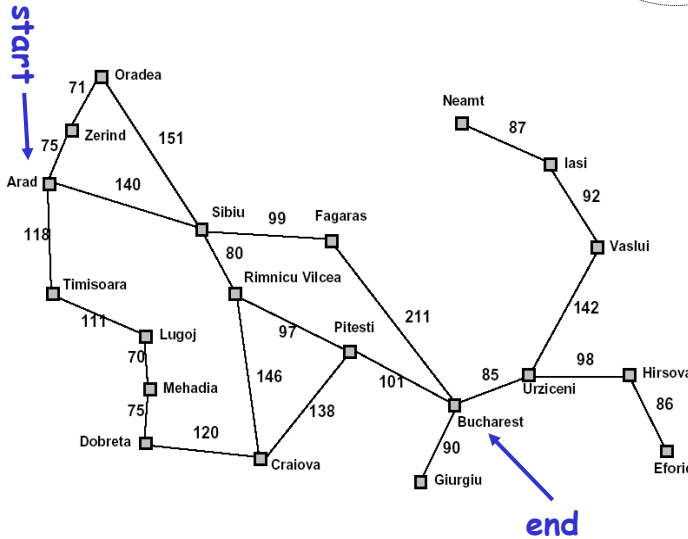 start
Oradea
71
Neamt
87
Zerind
151
75
Iasi
Arad
140
92
Sibiu
99
Fagaras
118
80
Vaslui
Timisoara
Rimnicu Vilcea
142
111
97
Pitesti
211
Lugoj
70
98
Hirsova
146
101
85
Urziceni
Mehadia
75
138
86
Bucharest
120
Dobreta
90
Craiova
Eforie
Giurgiu
end